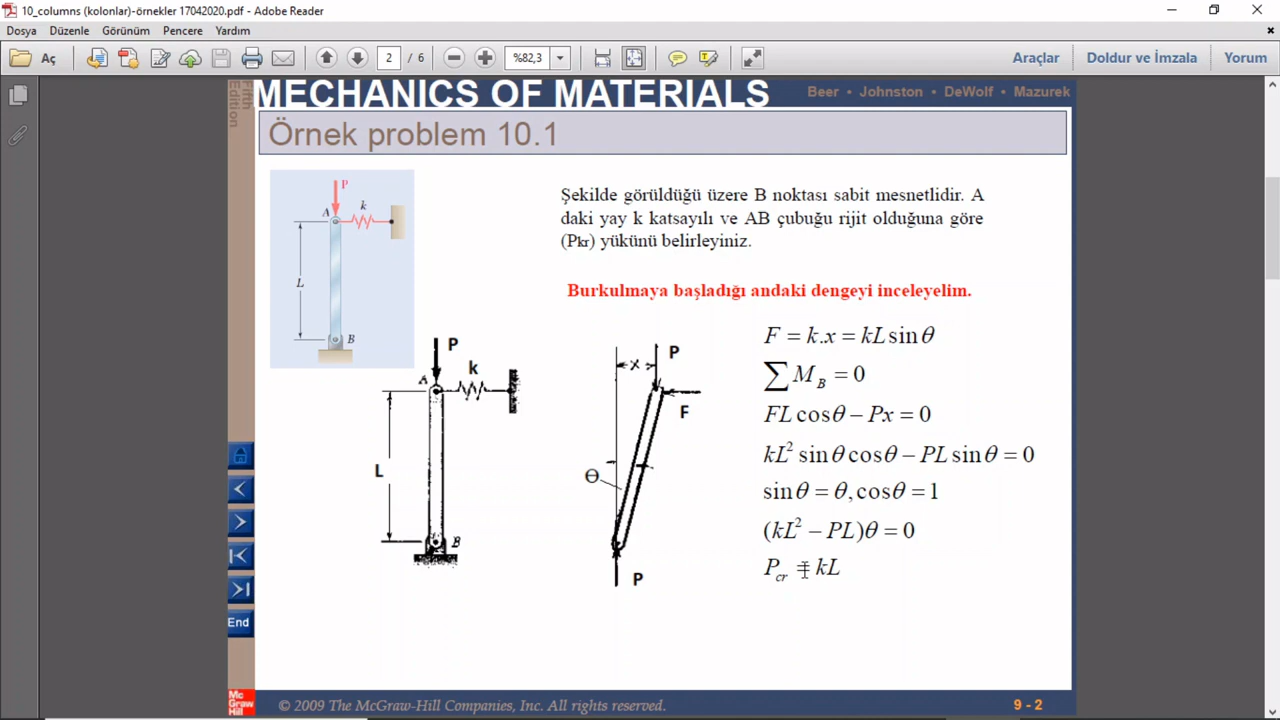 10_columns (kolonlar)-örnekler 17042020.pdf - Adobe Reader
Dosya Düzenle Görünüm Pencere Yardım
Aç 2 / 6 %82,3 Araçlar Doldur ve İmzala Yorum
Fifth Edition
MECHANICS OF MATERIALS
Beer • Johnston • DeWolf • Mazurek
Örnek problem 10.1
P
A
k
L
B
Şekilde görüldüğü üzere B noktası sabit mesnetlidir. A
daki yay k katsayılı ve AB çubuğu rijit olduğuna göre
(Pkr) yükünü belirleyiniz.
Burkulmaya başladığı andaki dengeyi inceleyelim.
P
A
k
L
B
x
P
F
Θ
P
F = k.x = kL sin θ
∑ M_B = 0
FL cos θ − Px = 0
kL² sin θ cos θ − PL sin θ = 0
sin θ = θ, cos θ = 1
(kL² − PL)θ = 0
P_cr = kL
End
Mc
Graw
Hill
© 2009 The McGraw-Hill Companies, Inc. All rights reserved.
9 - 2